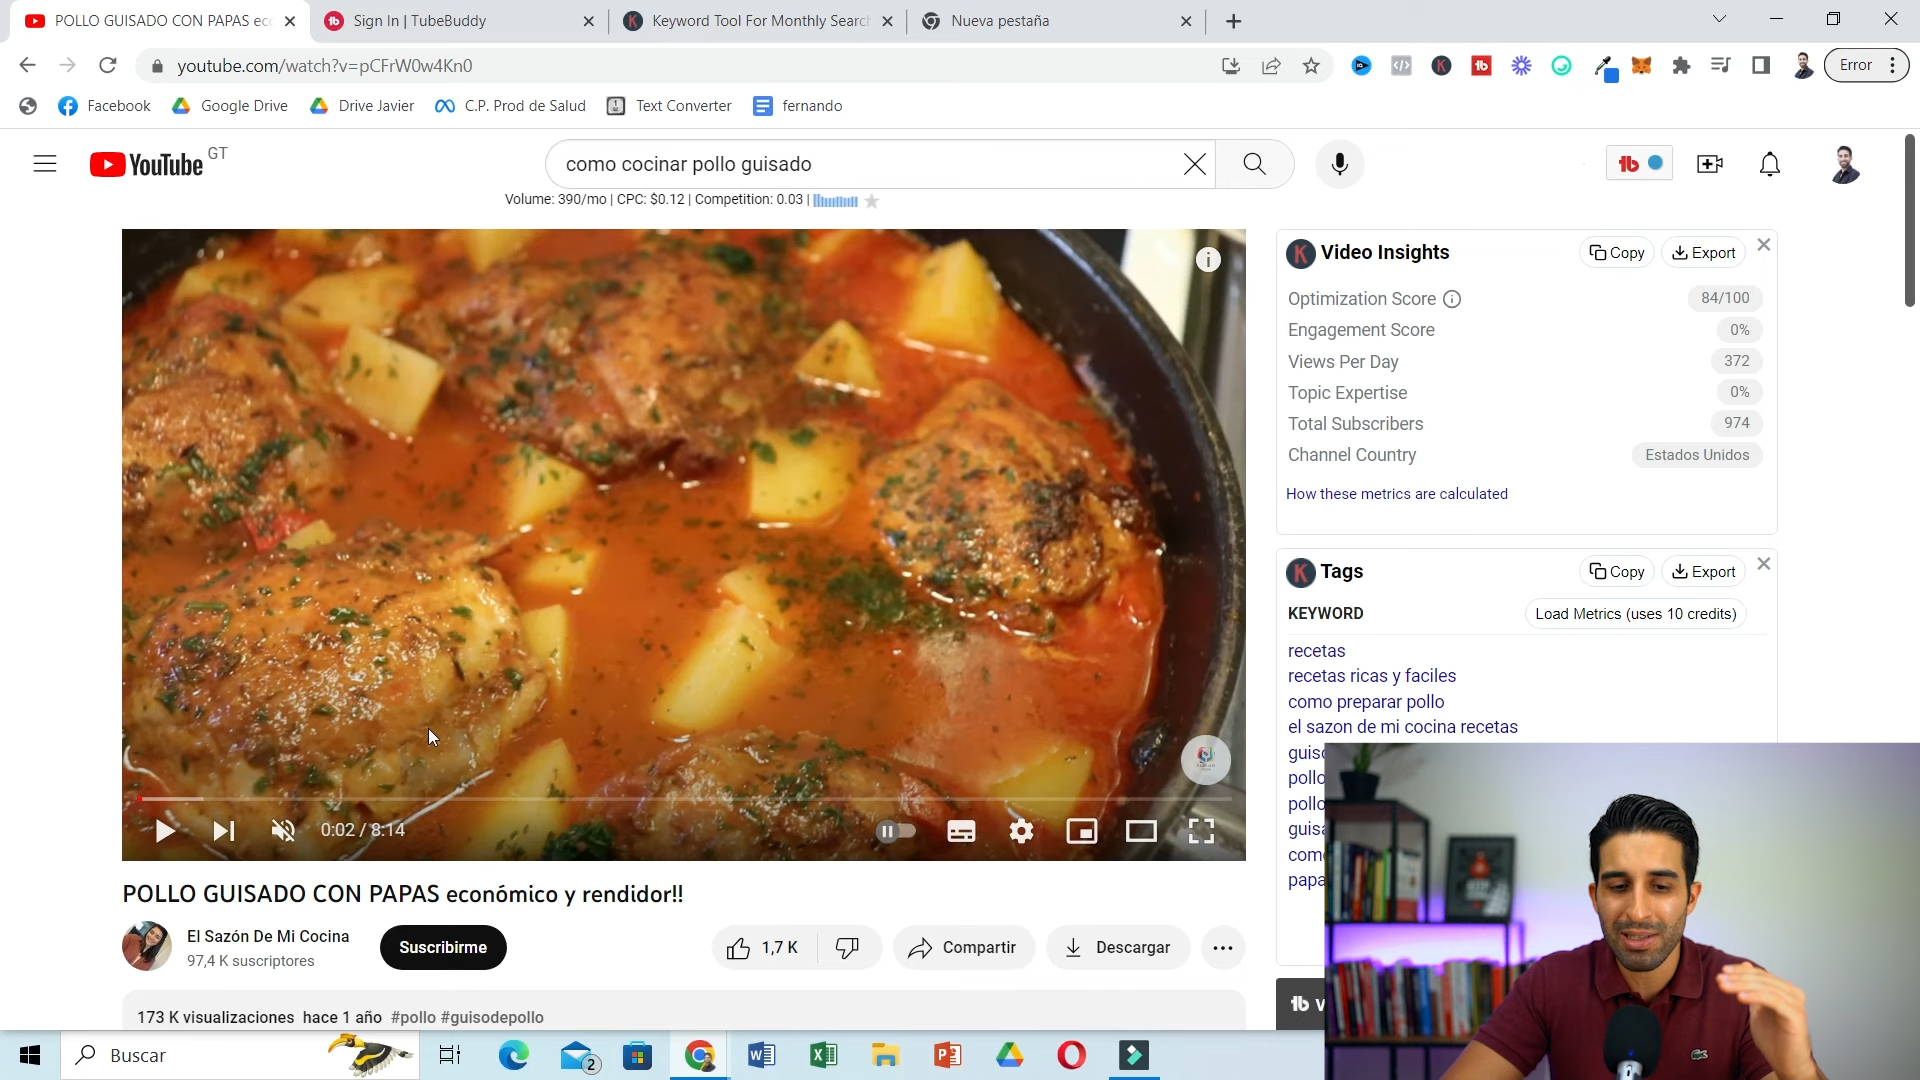 POLLO GUISADO CON PAPAS
Sign In | TubeBuddy
Keyword Tool For Monthly Search
Nueva pestaña
youtube.com/watch?v=pCFrW0w4Kn0
Error
Facebook
Google Drive
Drive Javier
C.P. Prod de Salud
Text Converter
fernando
YouTube GT
como cocinar pollo guisado
Volume: 390/mo | CPC: $0.12 | Competition: 0.03 |
Video Insights
Copy
Export
Optimization Score 84/100
Engagement Score 0%
Views Per Day 372
Topic Expertise 0%
Total Subscribers 974
Channel Country Estados Unidos
How these metrics are calculated
Tags
Copy
Export
KEYWORD
Load Metrics (uses 10 credits)
recetas
recetas ricas y faciles
como preparar pollo
el sazon de mi cocina recetas
0:02 / 8:14
POLLO GUISADO CON PAPAS económico y rendidor!!
El Sazón De Mi Cocina
97,4 K suscriptores
Suscribirme
1,7 K
Compartir
Descargar
173 K visualizaciones hace 1 año #pollo #guisodepollo
Buscar
2